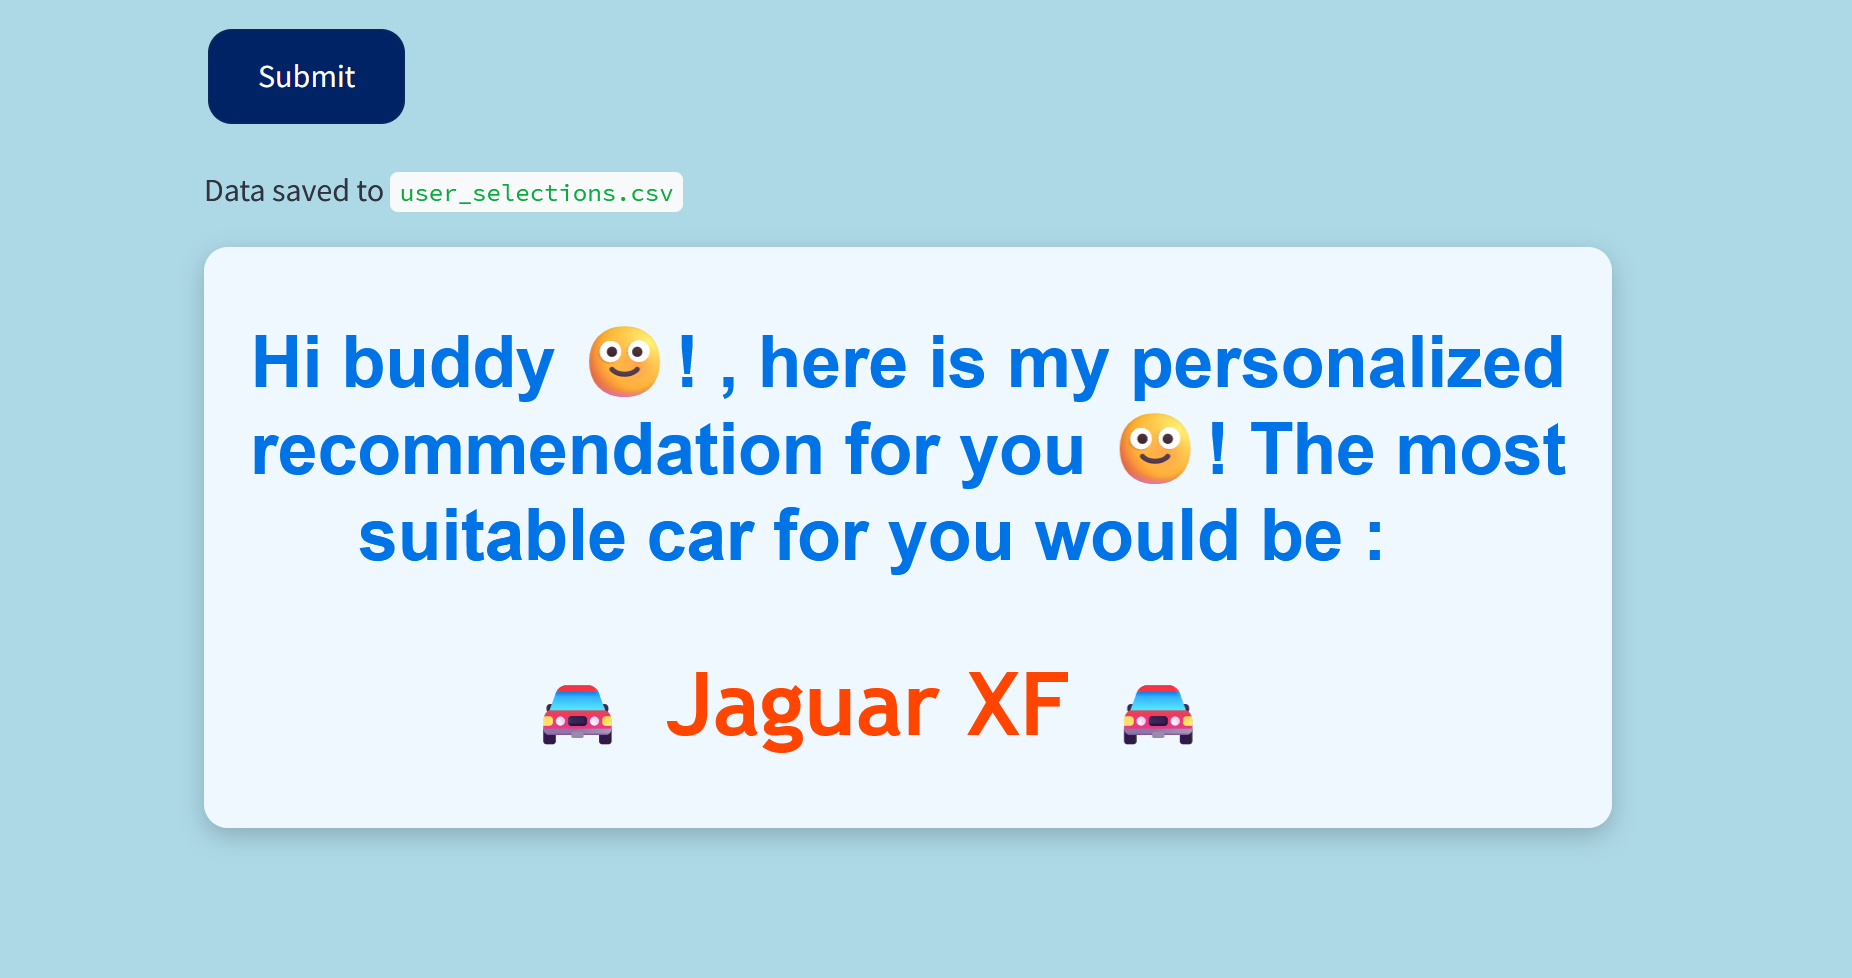 Submit
Data saved to user_selections.csv
Hi buddy 🙂! , here is my personalized
recommendation for you 🙂! The most
suitable car for you would be :
🚘 Jaguar XF 🚘